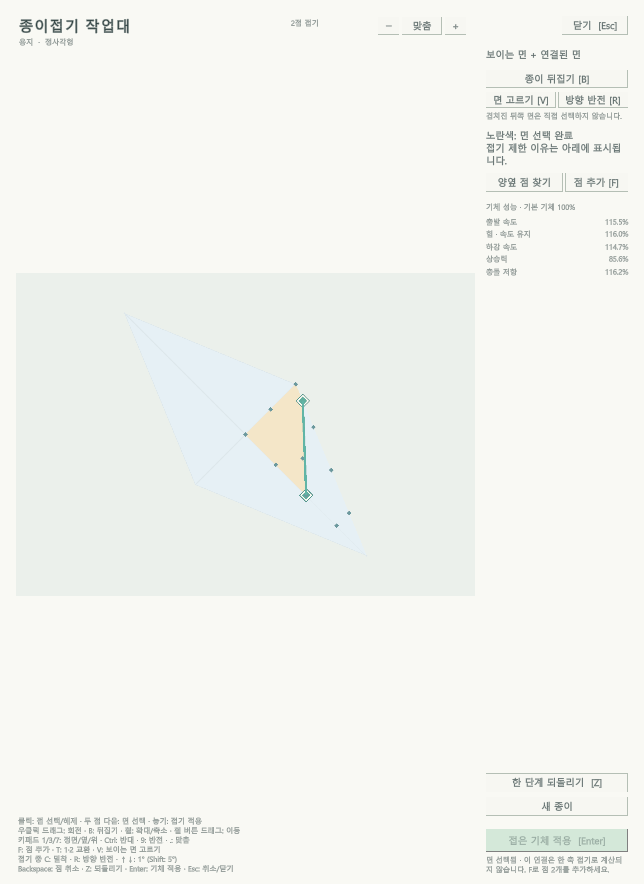 종이접기 작업대
용지 · 정사각형
2점 접기
−
맞춤
+
닫기 [Esc]
보이는 면 + 연결된 면
종이 뒤집기 [B]
면 고르기 [V]
방향 반전 [R]
겹쳐진 뒤쪽 면은 직접 선택하지 않습니다.
노란색: 면 선택 완료
접기 제한 이유는 아래에 표시됩
니다.
양옆 점 찾기
점 추가 [F]
기체 성능 · 기본 기체 100%
출발 속도 115.5%
힘 · 속도 유지 116.0%
하강 속도 114.7%
상승력 85.6%
충돌 저항 116.2%
한 단계 되돌리기 [Z]
새 종이
접은 기체 적용 [Enter]
면 선택됨 · 이 연결은 한 쪽 접기로 계산되
지 않습니다. F로 점 2개를 추가하세요.
클릭: 점 선택/해제 · 두 점 다음: 면 선택 · 놓기: 접기 적용
우클릭 드래그: 회전 · B: 뒤집기 · 휠: 확대/축소 · 휠 버튼 드래그: 이동
키패드 1/3/7: 정면/옆/위 · Ctrl: 반대 · 9: 반전 · .: 맞춤
F: 점 추가 · T: 1-2 교환 · V: 보이는 면 고르기
접기 중 C: 밀착 · R: 방향 반전 · ↑ ↓: 1° (Shift: 5°)
Backspace: 점 취소 · Z: 되돌리기 · Enter: 기체 적용 · Esc: 취소/닫기